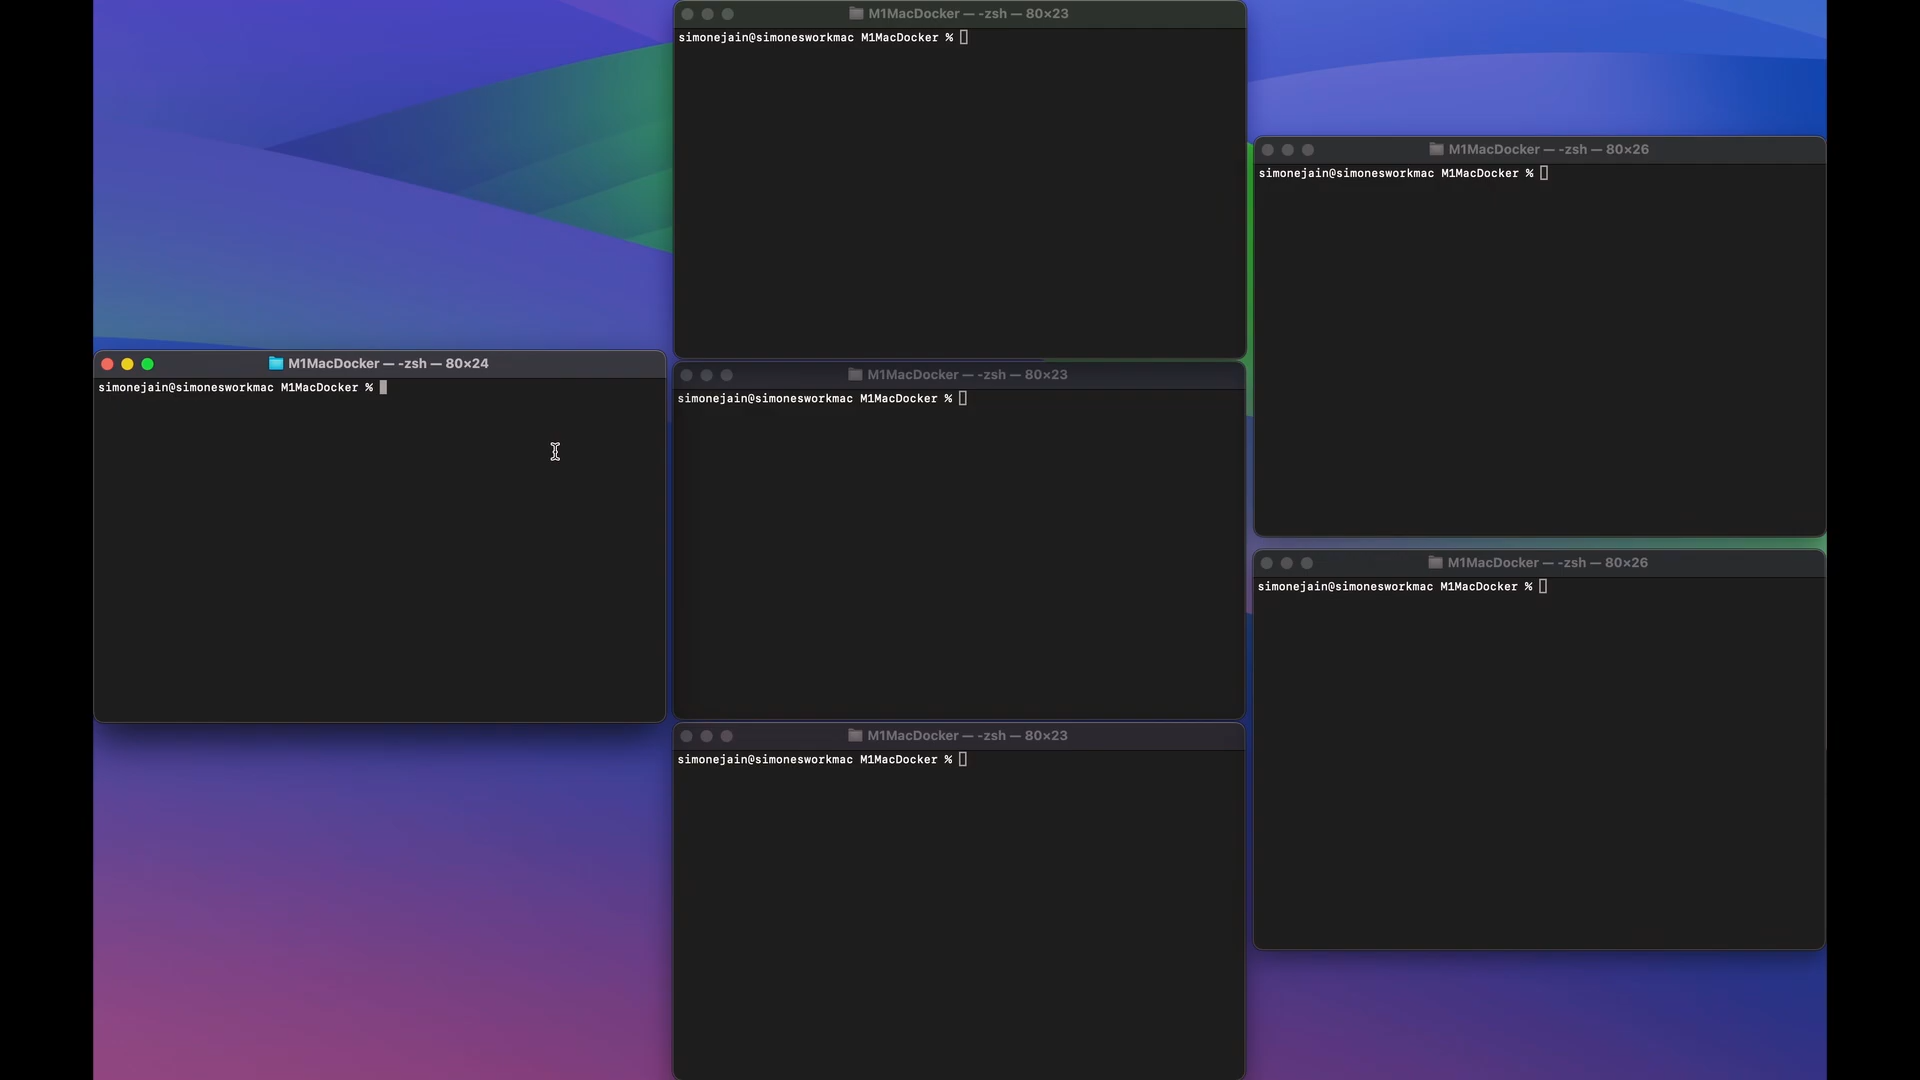 M1MacDocker — -zsh — 80×23
simonejain@simonesworkmac M1MacDocker %
M1MacDocker — -zsh — 80×26
simonejain@simonesworkmac M1MacDocker %
M1MacDocker — -zsh — 80×24
simonejain@simonesworkmac M1MacDocker %
M1MacDocker — -zsh — 80×23
simonejain@simonesworkmac M1MacDocker %
M1MacDocker — -zsh — 80×26
simonejain@simonesworkmac M1MacDocker %
M1MacDocker — -zsh — 80×23
simonejain@simonesworkmac M1MacDocker %